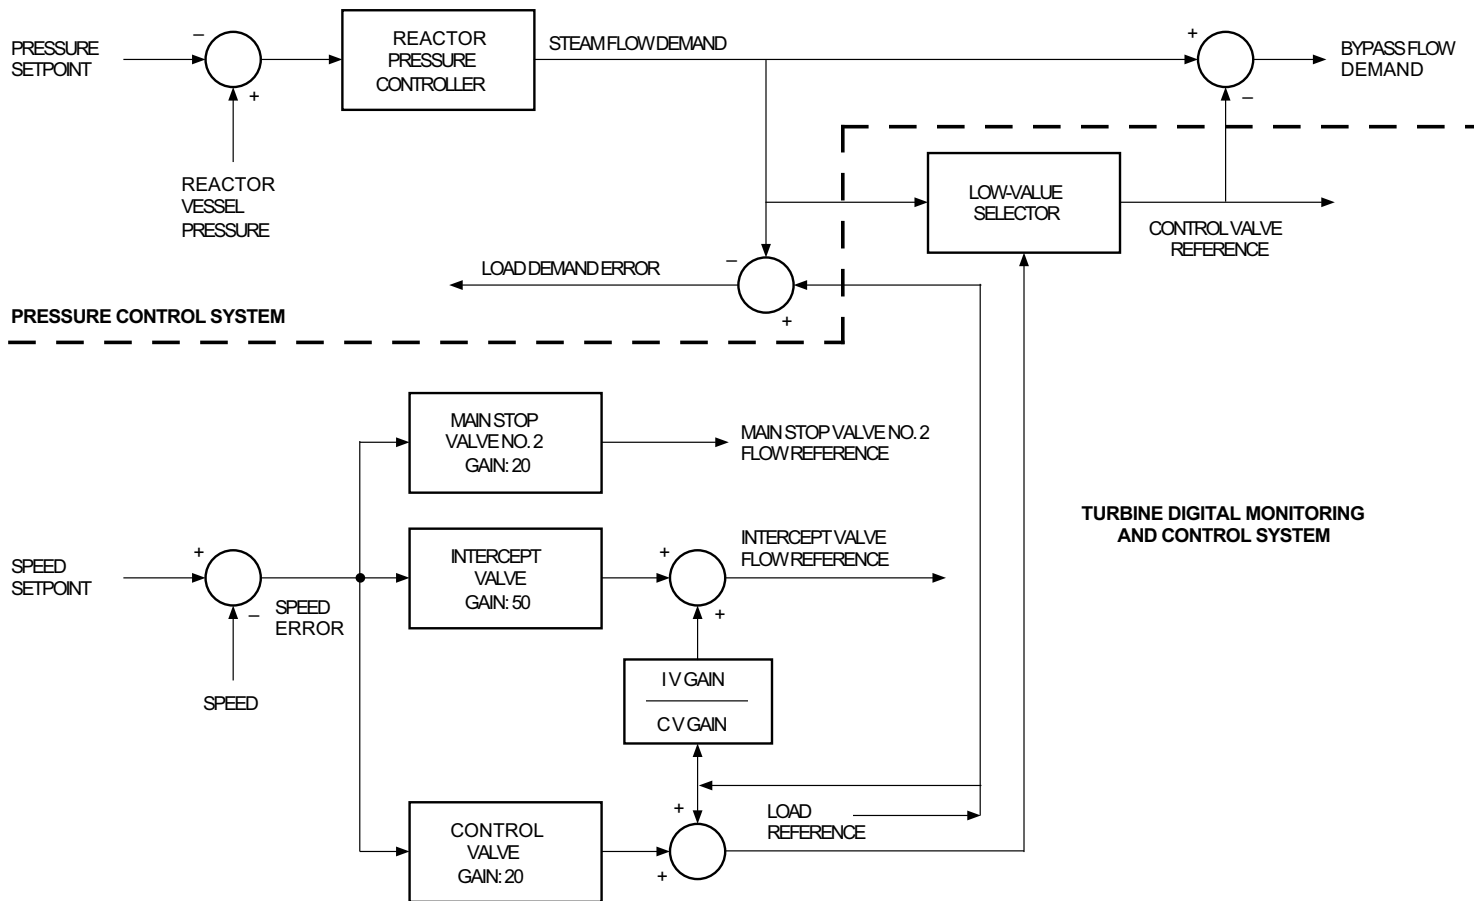 PRESSURE
SETPOINT
–
+
REACTOR
VESSEL
PRESSURE
REACTOR
PRESSURE
CONTROLLER
STEAM FLOW DEMAND
+
–
BYPASS FLOW
DEMAND
LOW-VALUE
SELECTOR
CONTROL VALVE
REFERENCE
LOAD DEMAND ERROR
–
+
PRESSURE CONTROL SYSTEM
MAIN STOP
VALVE NO. 2
GAIN: 20
MAIN STOP VALVE NO. 2
FLOW REFERENCE
TURBINE DIGITAL MONITORING
AND CONTROL SYSTEM
SPEED
SETPOINT
+
–
SPEED
ERROR
SPEED
INTERCEPT
VALVE
GAIN: 50
+
+
INTERCEPT VALVE
FLOW REFERENCE
I V GAIN
C V GAIN
CONTROL
VALVE
GAIN: 20
+
+
LOAD
REFERENCE